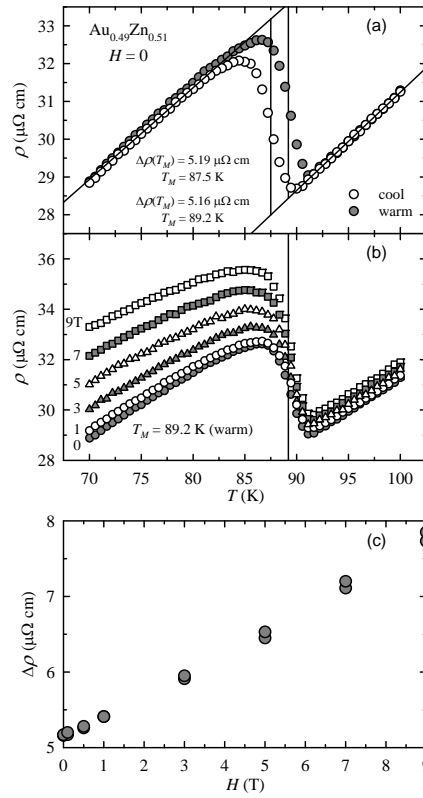 (a)
Au0.49Zn0.51
H = 0
33
32
31
30
29
28
ρ (μΩ cm)
Δρ(TM) = 5.19 μΩ cm
TM = 87.5 K
Δρ(TM) = 5.16 μΩ cm
TM = 89.2 K
cool
warm
(b)
36
34
32
30
28
ρ (μΩ cm)
9T
7
5
3
1
0
TM = 89.2 K (warm)
70 75 80 85 90 95 100
T (K)
(c)
8
7
6
5
Δρ (μΩ cm)
0 1 2 3 4 5 6 7 8 9
H (T)